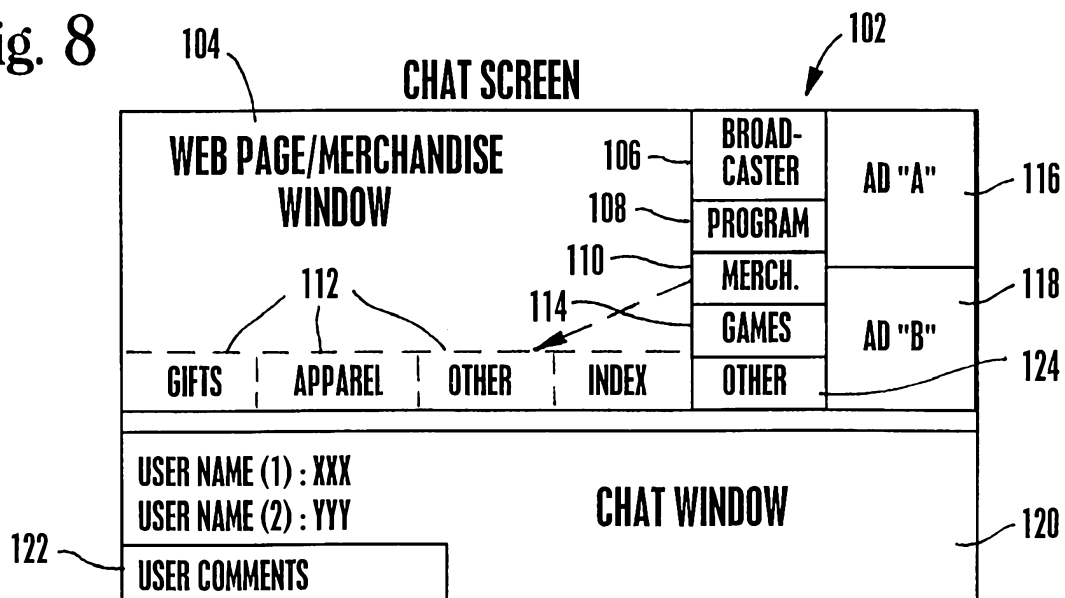 ig. 8
104
102
CHAT SCREEN
WEB PAGE/MERCHANDISE
WINDOW
106
BROAD-
CASTER
AD "A"
116
108
PROGRAM
110
MERCH.
118
112
114
GAMES
AD "B"
GIFTS
APPAREL
OTHER
INDEX
OTHER
124
USER NAME (1) : XXX
USER NAME (2) : YYY
CHAT WINDOW
120
122
USER COMMENTS